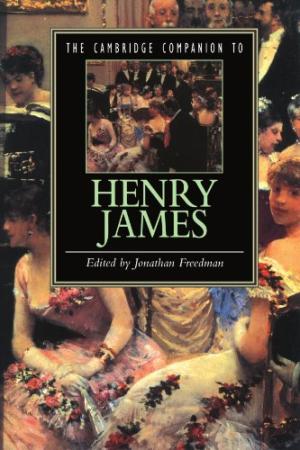 THE CAMBRIDGE COMPANION TO
HENRY
JAMES
Edited by Jonathan Freedman